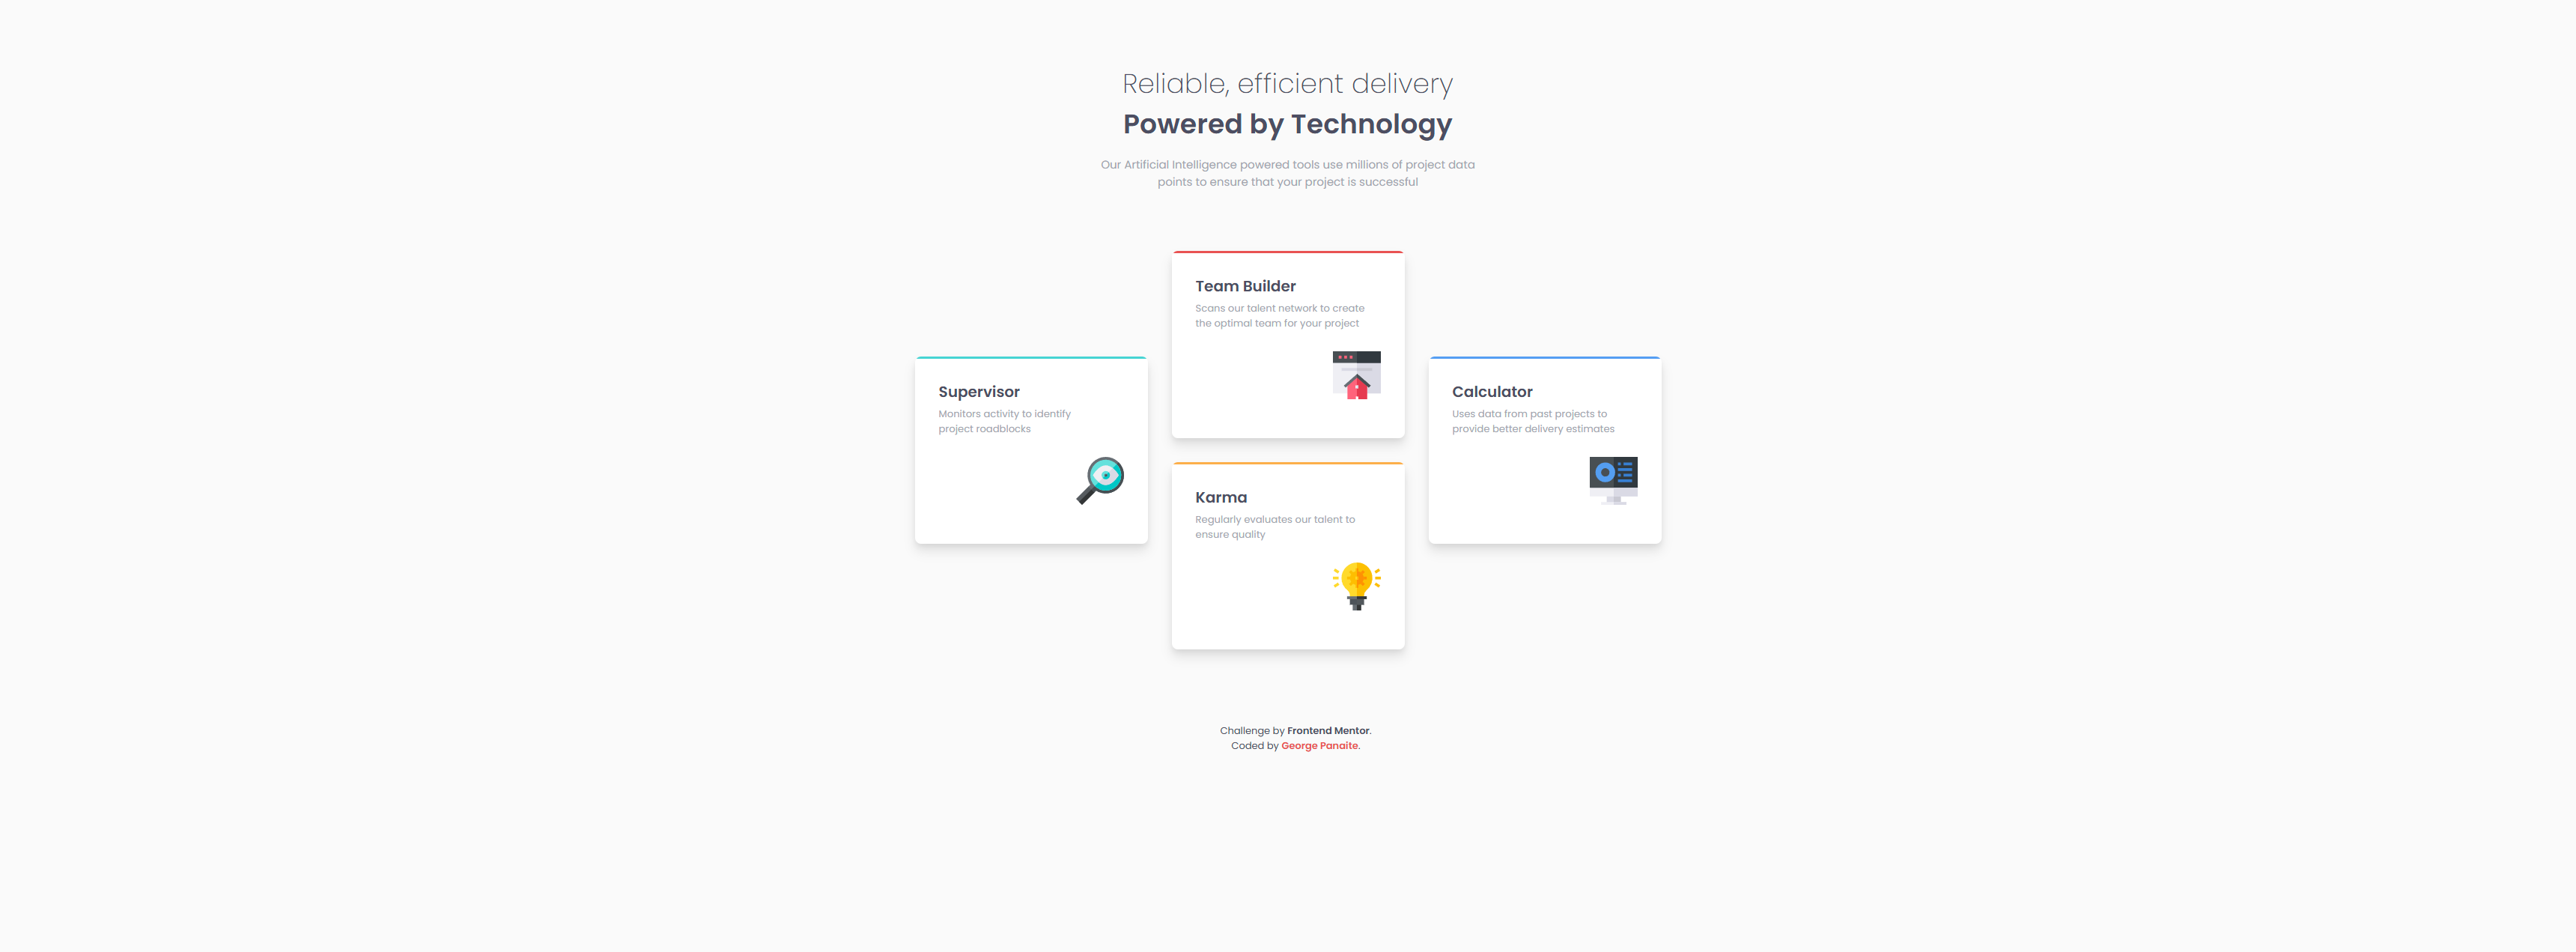 Reliable, efficient delivery
Powered by Technology
Our Artificial Intelligence powered tools use millions of project data
points to ensure that your project is successful
Team Builder
Scans our talent network to create
the optimal team for your project
Supervisor
Monitors activity to identify
project roadblocks
Calculator
Uses data from past projects to
provide better delivery estimates
Karma
Regularly evaluates our talent to
ensure quality
Challenge by Frontend Mentor.
Coded by George Panaite.